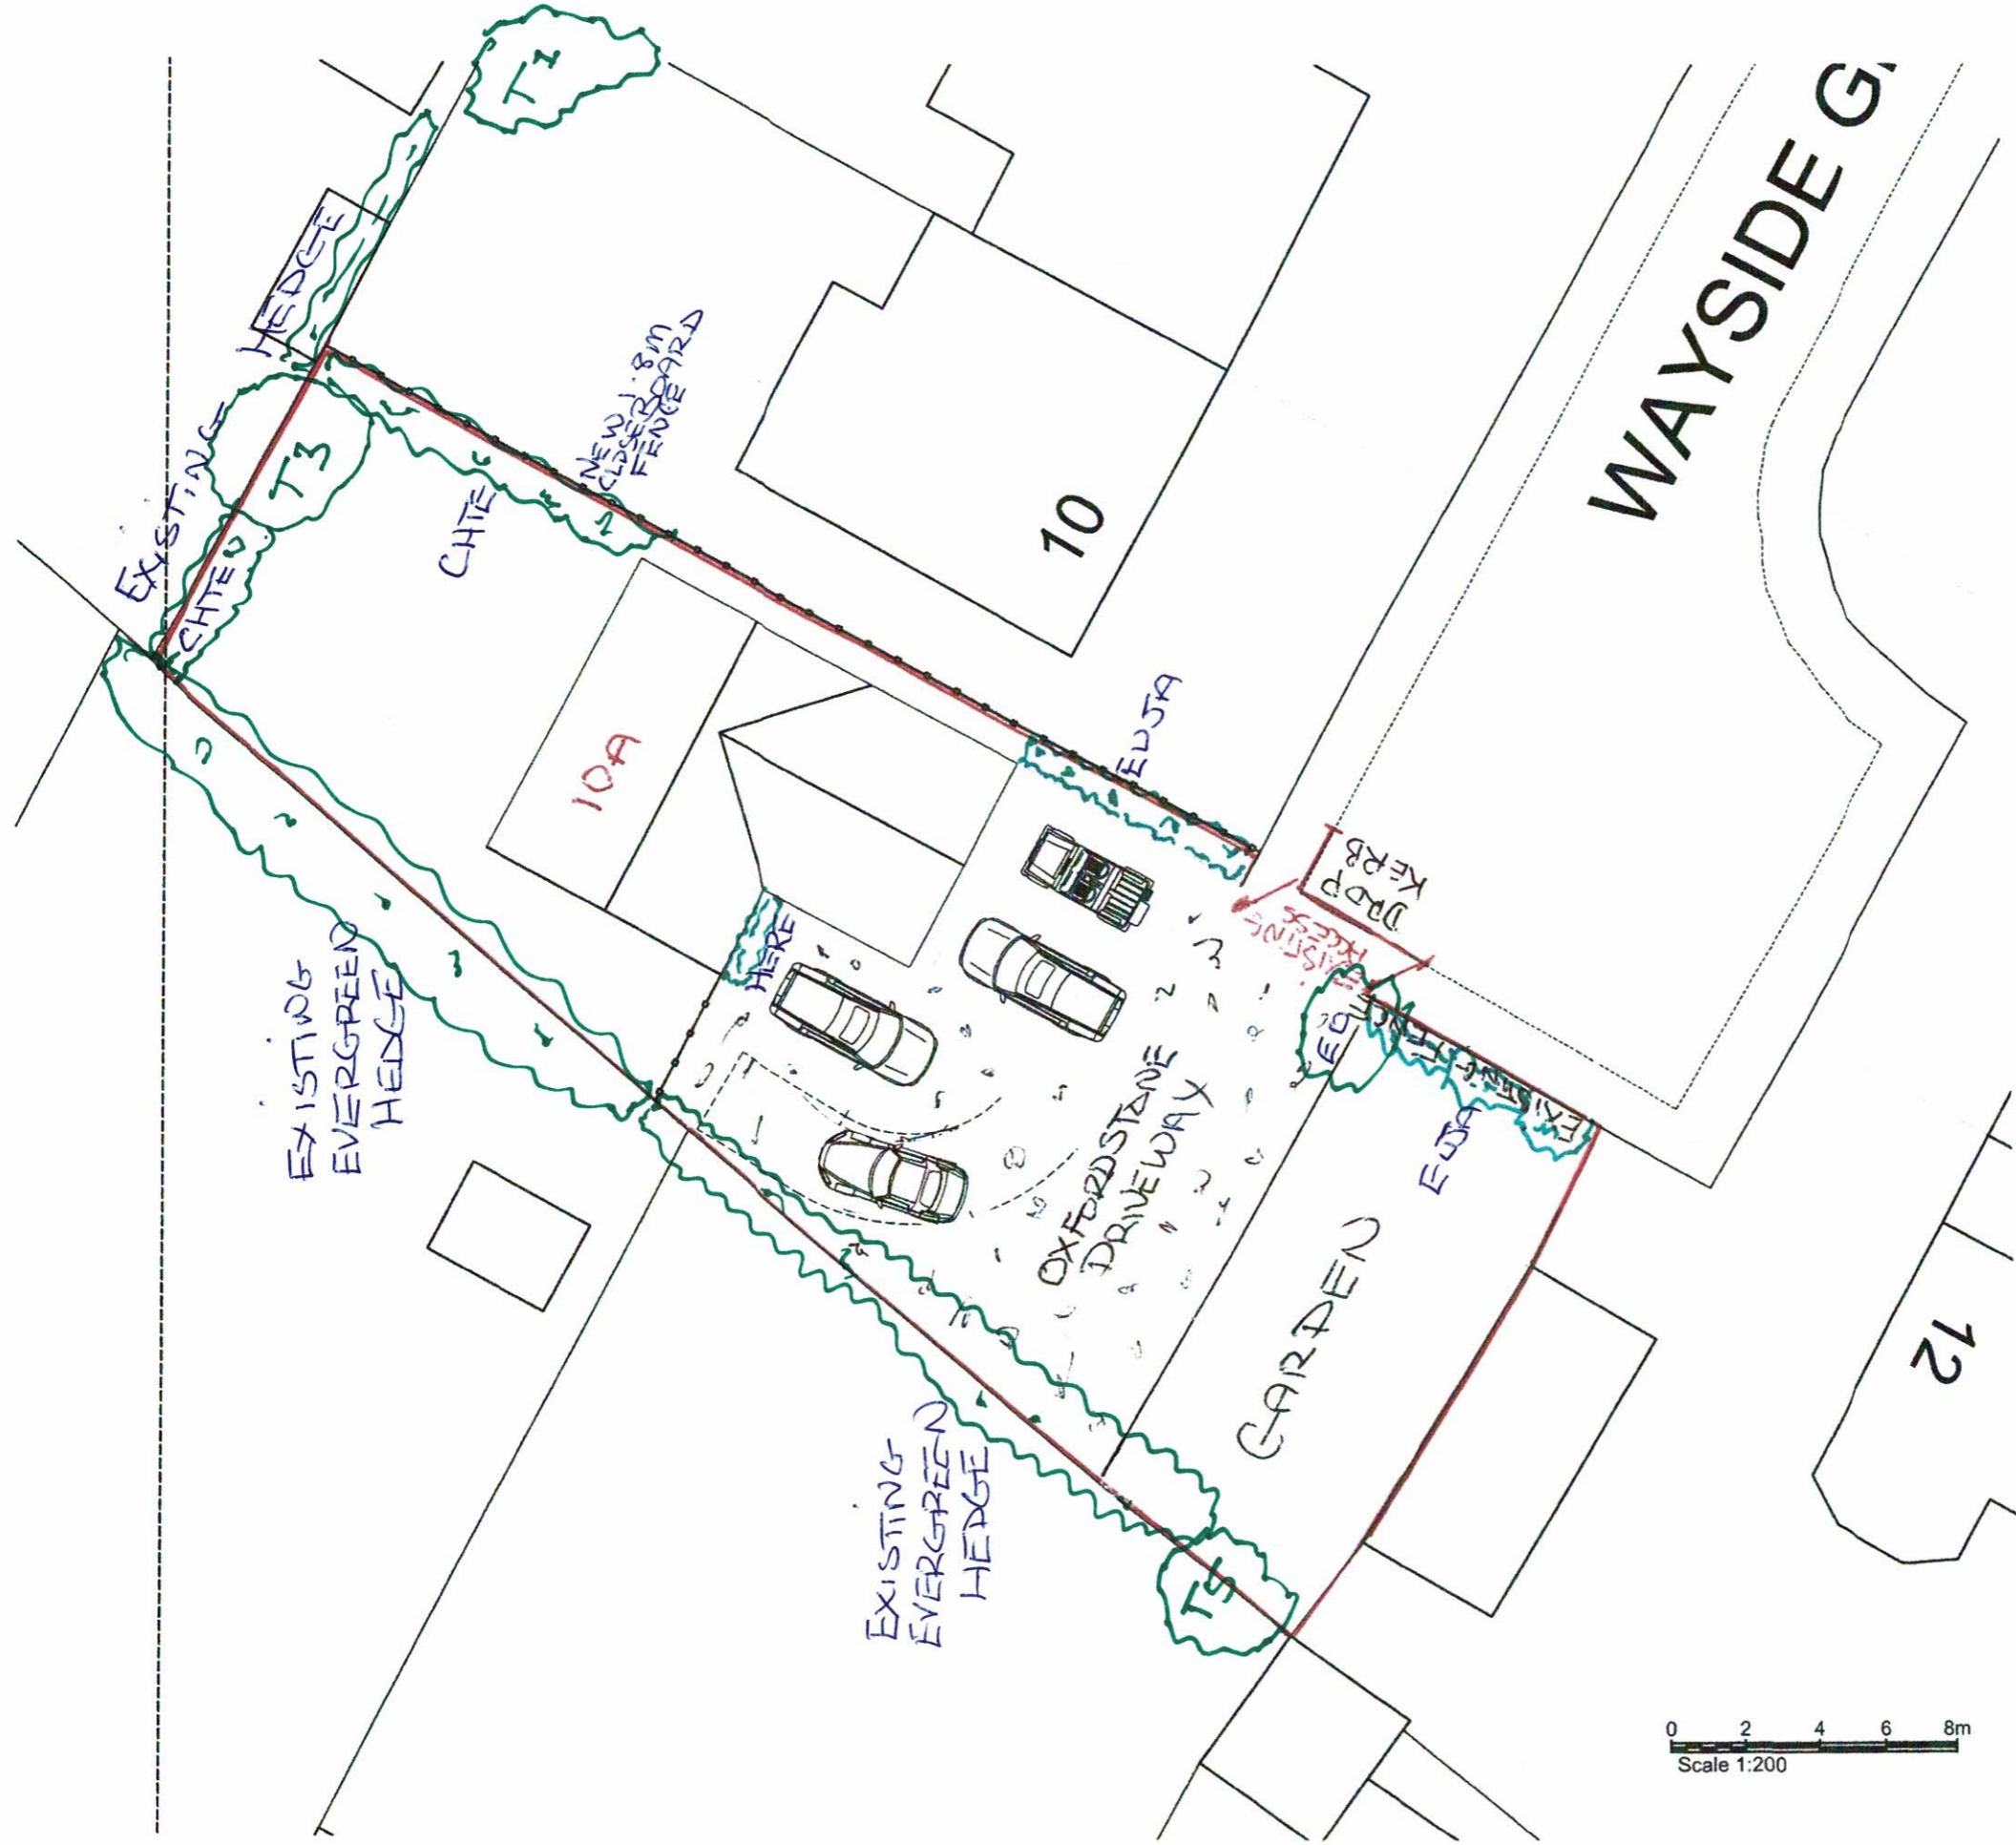 T1
WAYSIDE G
HEDGE
EXISTING
T3
CHTE
CHTE
NEW 1.8m
CLOSEBOARD
FENCE
10
10A
EUJA
DROP
KERB
EXISTING
ACCESS
HERE
EXISTING
EVERGREEN
HEDGE
OXFORDSTONE
DRIVEWAY
EXISTING
EUJA
GARDEN
12
EXISTING
EVERGREEN
HEDGE
T5
0 2 4 6 8m
Scale 1:200